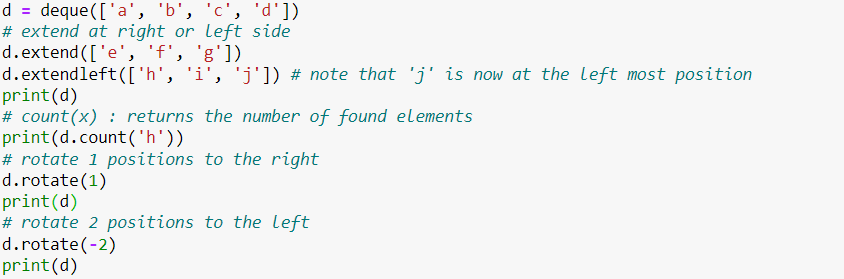 d = deque(['a', 'b', 'c', 'd'])
# extend at right or left side
d.extend(['e', 'f', 'g'])
d.extendleft(['h', 'i', 'j']) # note that 'j' is now at the left most position
print(d)
# count(x) : returns the number of found elements
print(d.count('h'))
# rotate 1 positions to the right
d.rotate(1)
print(d)
# rotate 2 positions to the left
d.rotate(-2)
print(d)